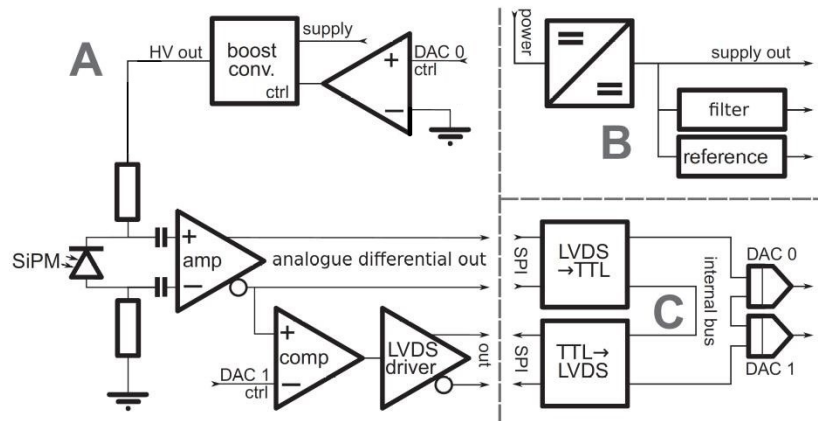 A
HV out
boost
conv.
ctrl
supply
DAC 0
ctrl
+
−
SiPM
+
amp
−
analogue differential out
+
comp
−
DAC 1
ctrl
LVDS
driver
out
power
supply out
filter
reference
B
SPI
LVDS
→TTL
SPI
TTL→
LVDS
C
internal bus
DAC 0
DAC 1